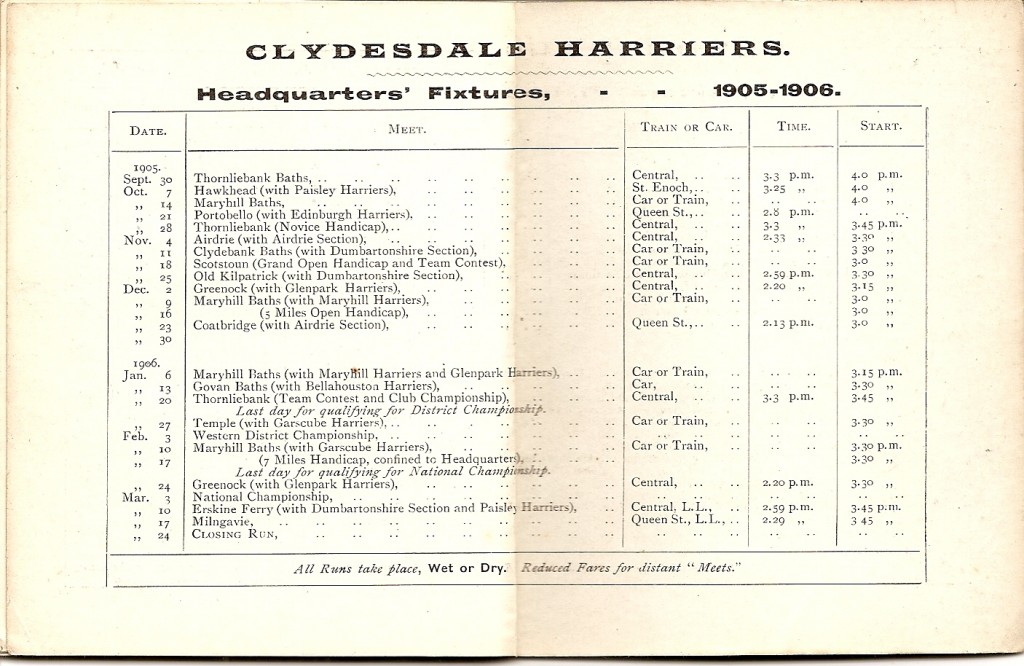 CLYDESDALE HARRIERS.
Headquarters' Fixtures, - - 1905-1906.
DATE. MEET. TRAIN OR CAR. TIME. START.
1905.
Sept. 30 Thornliebank Baths, .. .. Central, .. .. 3.3 p.m. 4.0 p.m.
Oct. 7 Hawkhead (with Paisley Harriers), .. .. St. Enoch, .. .. 3.25 ,, 4.0 ,,
,, 14 Maryhill Baths, .. .. Car or Train, .. .. 4.0 ,,
,, 21 Portobello (with Edinburgh Harriers). .. .. Queen St., .. .. 2.8 p.m. .. ..
,, 28 Thornliebank (Novice Handicap), .. .. Central, .. .. 3.3 ,, 3.45 p.m.
Nov. 4 Airdrie (with Airdrie Section), .. .. Central, .. .. 2.33 ,, 3.30 ,,
,, 11 Clydebank Baths (with Dumbartonshire Section), .. .. Car or Train, .. .. 3 30 ,,
,, 18 Scotstoun (Grand Open Handicap and Team Contest), .. .. Car or Train, .. .. 3.0 ,,
,, 25 Old Kilpatrick (with Dumbartonshire Section), .. .. Central, .. .. 2.59 p.m. 3.30 ,,
Dec. 2 Greenock (with Glenpark Harriers), .. .. Central, .. .. 2.20 ,, 3.15 ,,
,, 9 Maryhill Baths (with Maryhill Harriers), .. .. Car or Train, .. .. 3.0 ,,
,, 16 (5 Miles Open Handicap), .. .. 3.0 ,,
,, 23 Coatbridge (with Airdrie Section), .. .. Queen St., .. .. 2.13 p.m. 3.0 ,,
,, 30
1906.
Jan. 6 Maryhill Baths (with Maryhill Harriers and Glenpark Harriers), .. .. Car or Train, .. .. 3.15 p.m.
,, 13 Govan Baths (with Bellahouston Harriers), .. .. Car, .. .. 3.30 ,,
,, 20 Thornliebank (Team Contest and Club Championship), .. .. Central, .. .. 3.3 p.m. 3.45 ,,
Last day for qualifying for District Championship.
,, 27 Temple (with Garscube Harriers), .. .. Car or Train, .. .. 3.30 ,,
Feb. 3 Western District Championship, .. .. .. .. .. ..
,, 10 Maryhill Baths (with Garscube Harriers), .. .. Car or Train, .. .. 3.30 p.m.
,, 17 (7 Miles Handicap, confined to Headquarters), .. .. 3.30 ,,
Last day for qualifying for National Championship.
,, 24 Greenock (with Glenpark Harriers), .. .. Central, .. .. 2.20 p.m. 3.30 ,,
Mar. 3 National Championship, .. .. .. .. .. ..
,, 10 Erskine Ferry (with Dumbartonshire Section and Paisley Harriers), .. .. Central, L.L., .. 2.59 p.m. 3.45 p.m.
,, 17 Milngavie, .. .. Queen St., L.L., .. 2.29 ,, 3 45 ,,
,, 24 CLOSING RUN, .. .. .. .. .. ..
All Runs take place, Wet or Dry. Reduced Fares for distant "Meets."